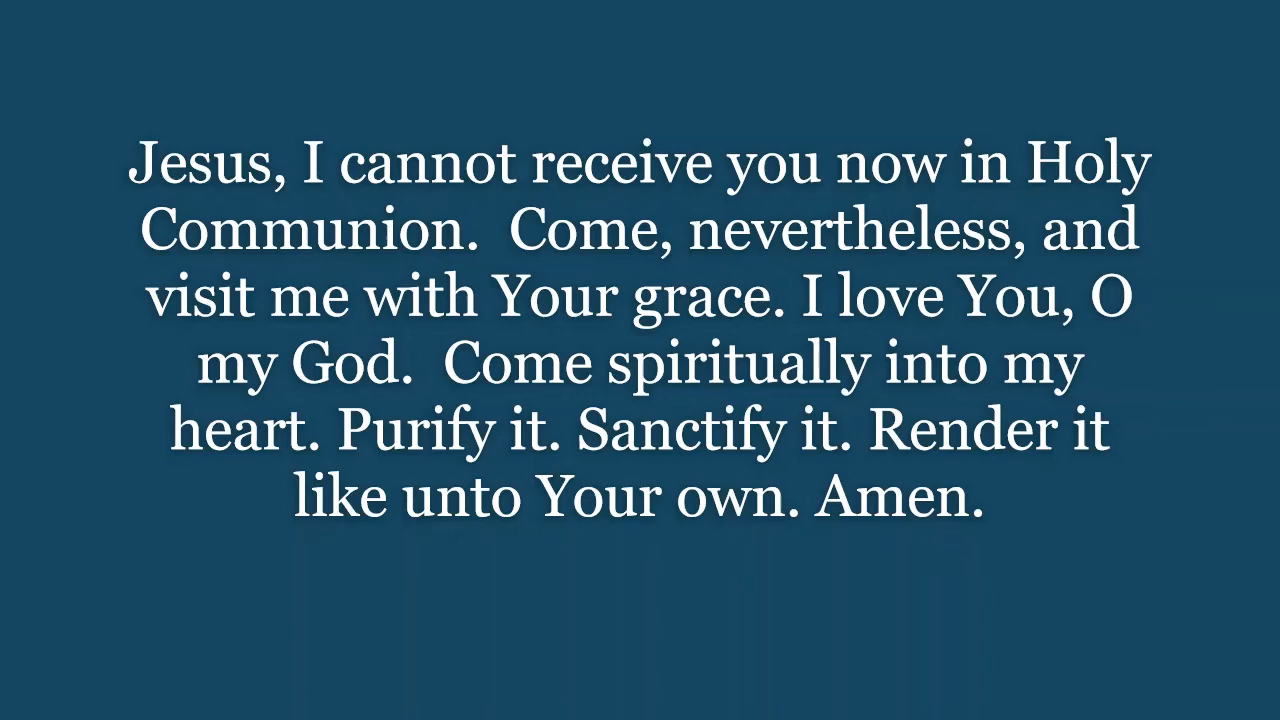 Jesus, I cannot receive you now in Holy
Communion.  Come, nevertheless, and
visit me with Your grace. I love You, O
my God.  Come spiritually into my
heart. Purify it. Sanctify it. Render it
like unto Your own. Amen.